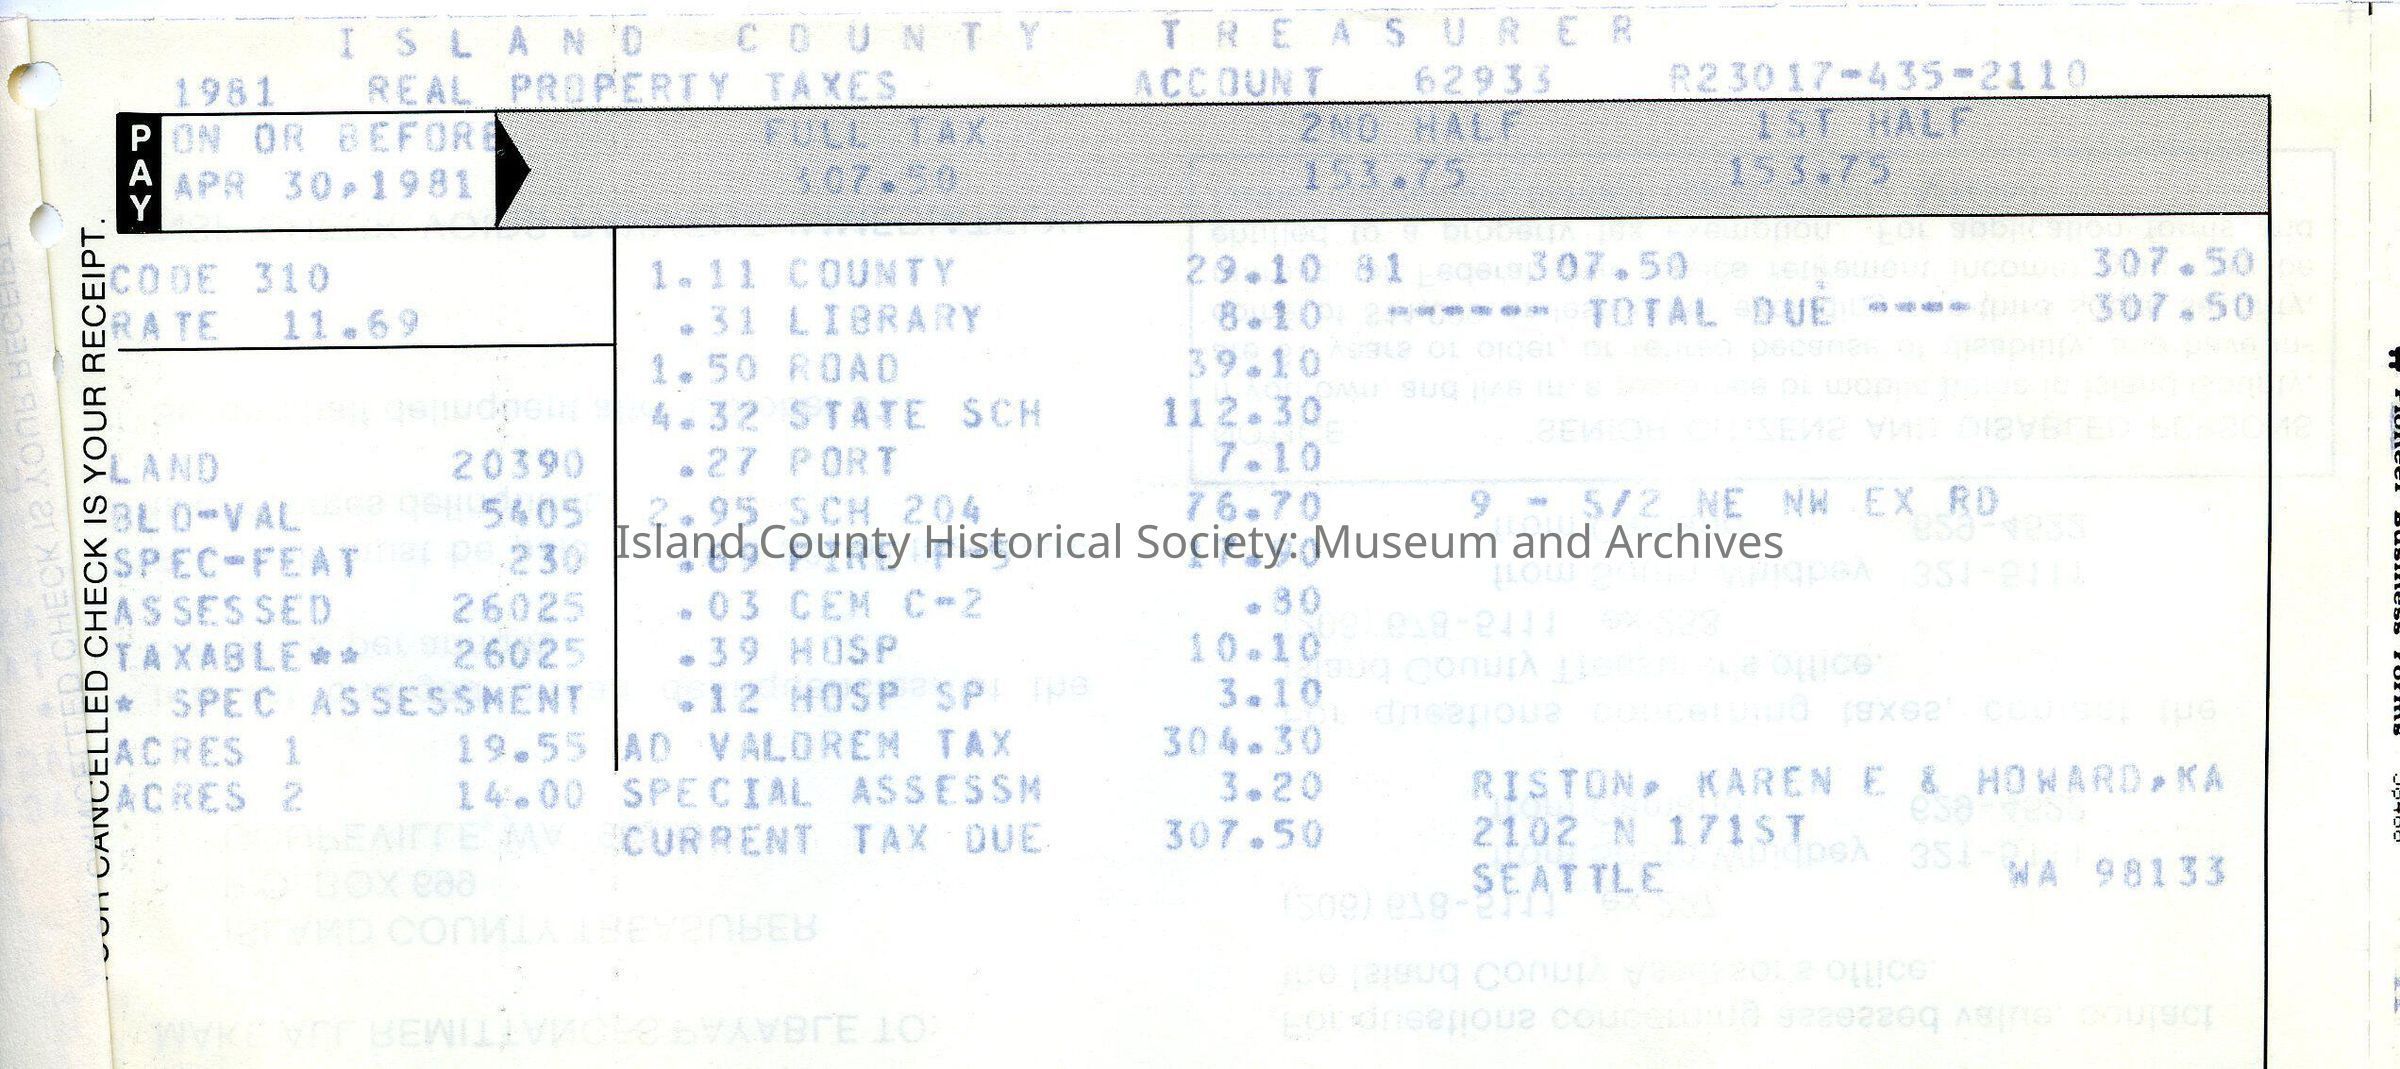 ISLAND COUNTY TREASURER
1981 REAL PROPERTY TAXES ACCOUNT 62933 R23017-435-2110
PAY
ON OR BEFORE FULL TAX 2ND HALF 1ST HALF
APR 30,1981 307.50 153.75 153.75
YOUR CANCELLED CHECK IS YOUR RECEIPT.
CODE 310
RATE 11.69
LAND 20390
BLD-VAL 5405
SPEC-FEAT 230
ASSESSED 26025
TAXABLE** 26025
* SPEC ASSESSMENT
ACRES 1 19.55
ACRES 2 14.00
1.11 COUNTY 29.10
.31 LIBRARY 8.10
1.50 ROAD 39.10
4.32 STATE SCH 112.30
.27 PORT 7.10
2.95 SCH 204 76.70
.69 FIRE F-5 17.90
.03 CEM C-2 .80
.39 HOSP 10.10
.12 HOSP SP 3.10
AD VALOREM TAX 304.30
SPECIAL ASSESSM 3.20
CURRENT TAX DUE 307.50
81 307.50 307.50
------ TOTAL DUE ---- 307.50
9 - S/2 NE NW EX RD
RISTON, KAREN E & HOWARD,KA
2102 N 171ST
SEATTLE WA 98133
Island County Historical Society: Museum and Archives